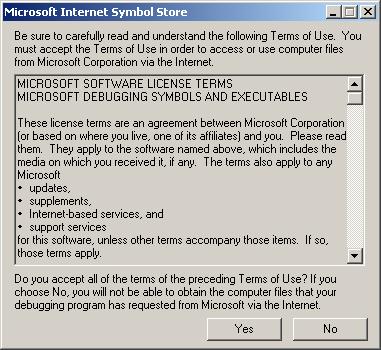 Microsoft Internet Symbol Store
Be sure to carefully read and understand the following Terms of Use. You
must accept the Terms of Use in order to access or use computer files
from Microsoft Corporation via the Internet.
MICROSOFT SOFTWARE LICENSE TERMS
MICROSOFT DEBUGGING SYMBOLS AND EXECUTABLES
These license terms are an agreement between Microsoft Corporation
(or based on where you live, one of its affiliates) and you. Please read
them. They apply to the software named above, which includes the
media on which you received it, if any. The terms also apply to any
Microsoft
• updates,
• supplements,
• Internet-based services, and
• support services
for this software, unless other terms accompany those items. If so,
those terms apply.
Do you accept all of the terms of the preceding Terms of Use? If you
choose No, you will not be able to obtain the computer files that your
debugging program has requested from Microsoft via the Internet.
Yes No